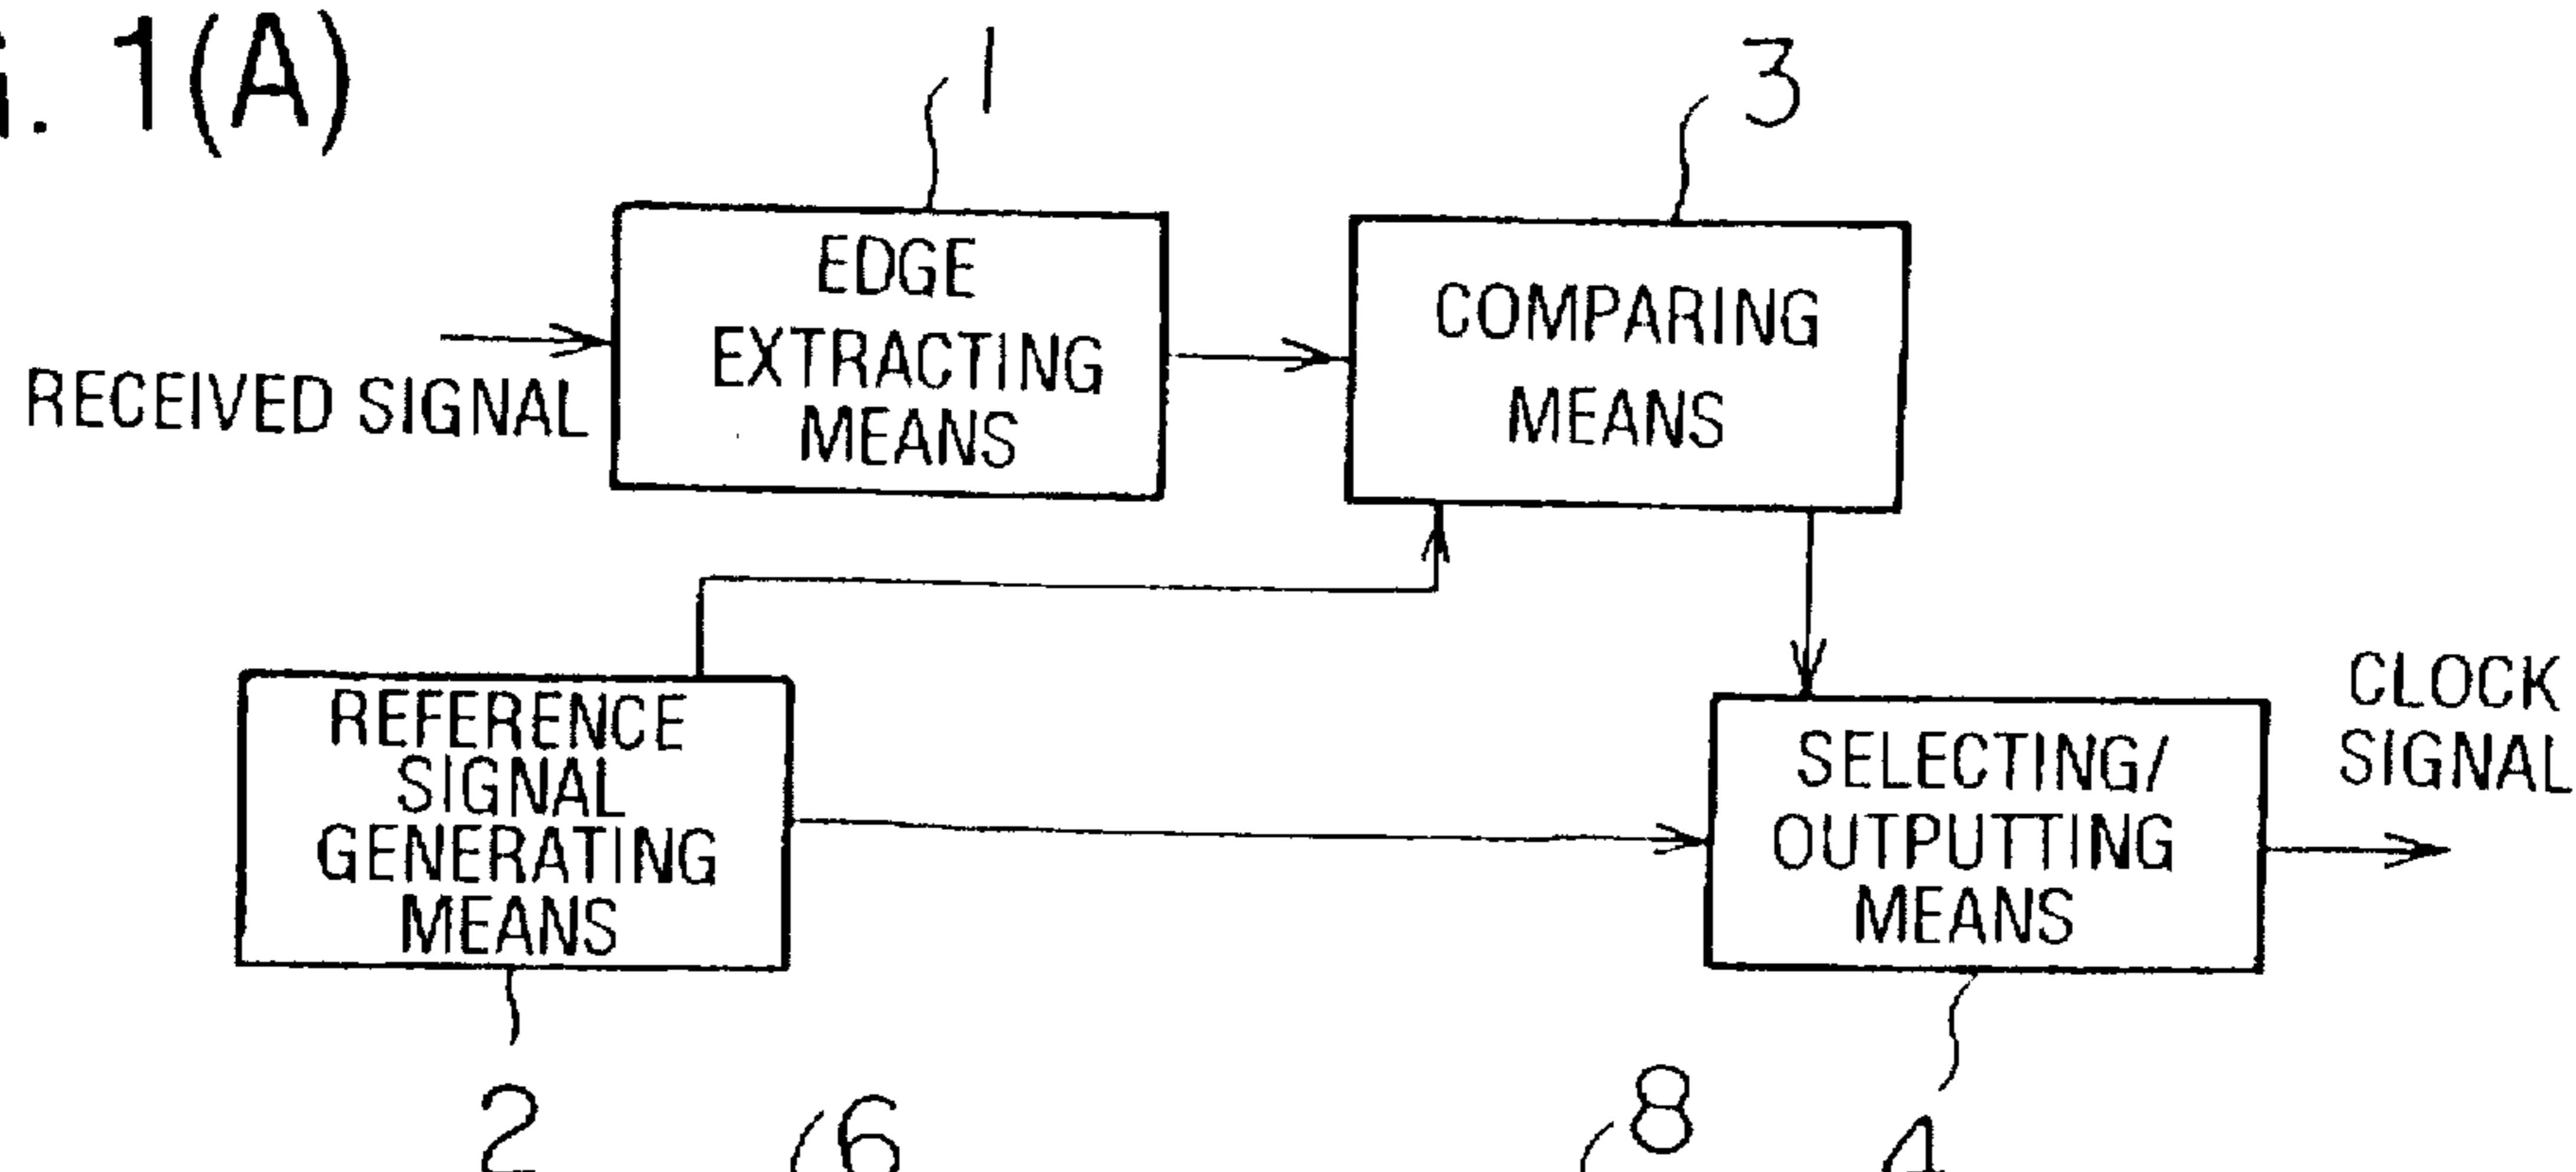 . 1(A)
1
3
EDGE
EXTRACTING
MEANS
COMPARING
MEANS
RECEIVED SIGNAL
REFERENCE
SIGNAL
GENERATING
MEANS
SELECTING/
OUTPUTTING
MEANS
CLOCK
SIGNAL
2
6
8
4